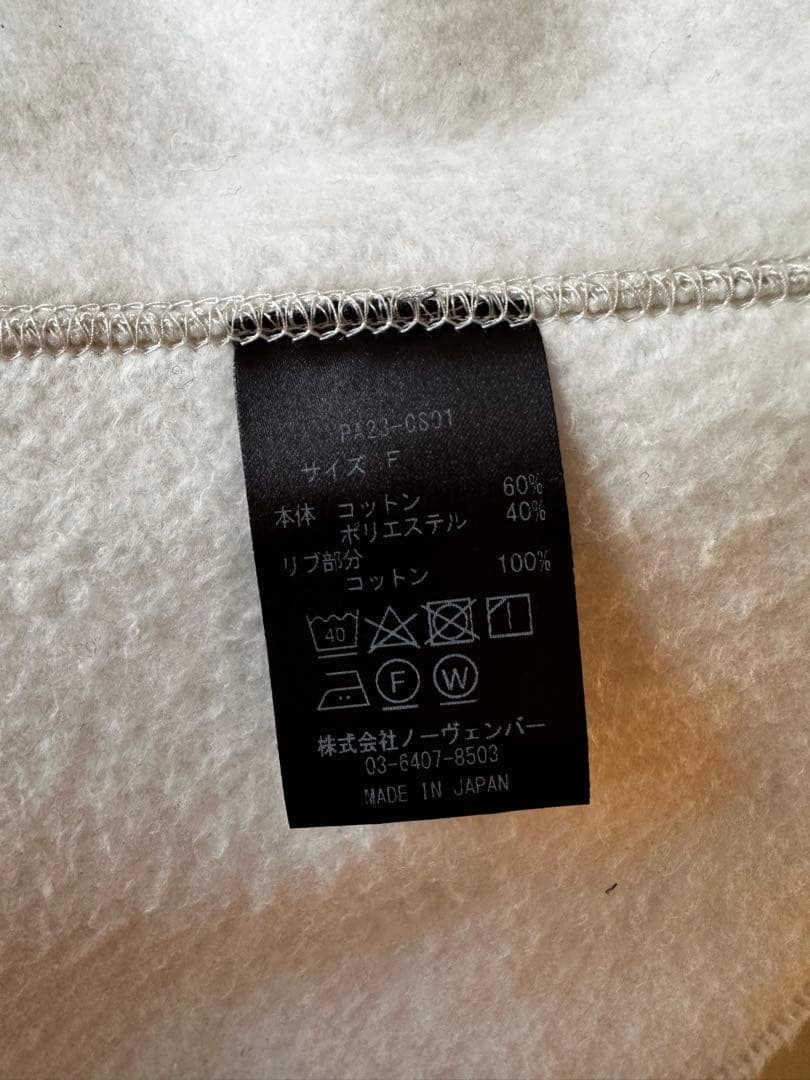 PA23-CS01
サイズ F
本体 コットン 60%
ポリエステル 40%
リブ部分
コットン 100%
40
F W
株式会社ノーヴェンバー
03-6407-8503
MADE IN JAPAN